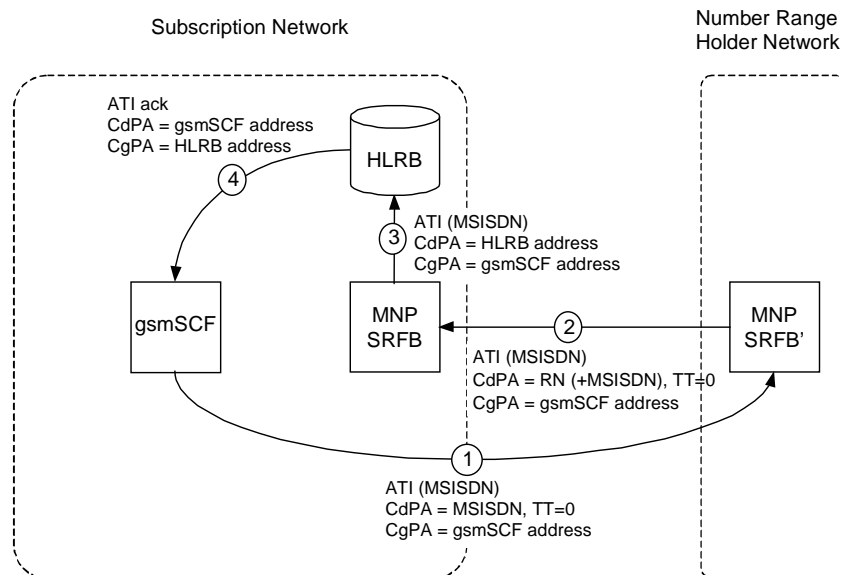 Subscription Network
Number Range
Holder Network
ATI ack
CdPA = gsmSCF address
CgPA = HLRB address
4
HLRB
3
ATI (MSISDN)
CdPA = HLRB address
CgPA = gsmSCF address
gsmSCF
MNP
SRFB
2
MNP
SRFB'
ATI (MSISDN)
CdPA = RN (+MSISDN), TT=0
CgPA = gsmSCF address
1
ATI (MSISDN)
CdPA = MSISDN, TT=0
CgPA = gsmSCF address